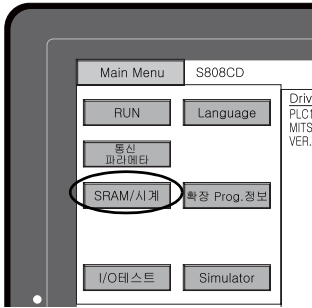 Main Menu S808CD
RUN Language
Driv
PLC1
MITS
VER.
통신
파라메타
SRAM/시계 확장 Prog.정보
I/O테스트 Simulator